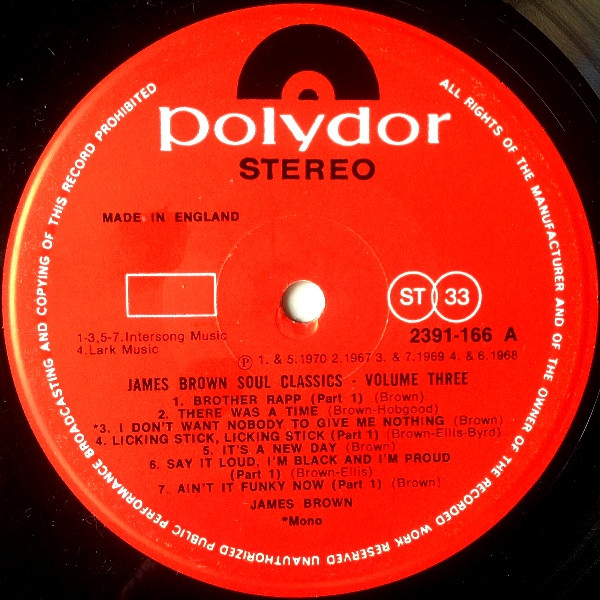 polydor
STEREO
MADE IN ENGLAND
ST 33
2391-166 A
1-3,5-7. Intersong Music
4. Lark Music
Ⓟ 1. & 5. 1970 2. 1967 3. & 7. 1969 4. & 6. 1968
JAMES BROWN SOUL CLASSICS - VOLUME THREE
1. BROTHER RAPP (Part 1) (Brown)
2. THERE WAS A TIME (Brown-Hobgood)
*3. I DON'T WANT NOBODY TO GIVE ME NOTHING (Brown)
4. LICKING STICK, LICKING STICK (Part 1) (Brown-Ellis-Byrd)
5. IT'S A NEW DAY (Brown)
6. SAY IT LOUD, I'M BLACK AND I'M PROUD
(Part 1) (Brown-Ellis)
7. AIN'T IT FUNKY NOW (Part 1) (Brown)
JAMES BROWN
*Mono
ALL RIGHTS OF THE MANUFACTURER AND OF THE OWNER OF THE RECORDED WORK RESERVED UNAUTHORIZED PUBLIC PERFORMANCE BROADCASTING AND COPYING OF THIS RECORD PROHIBITED